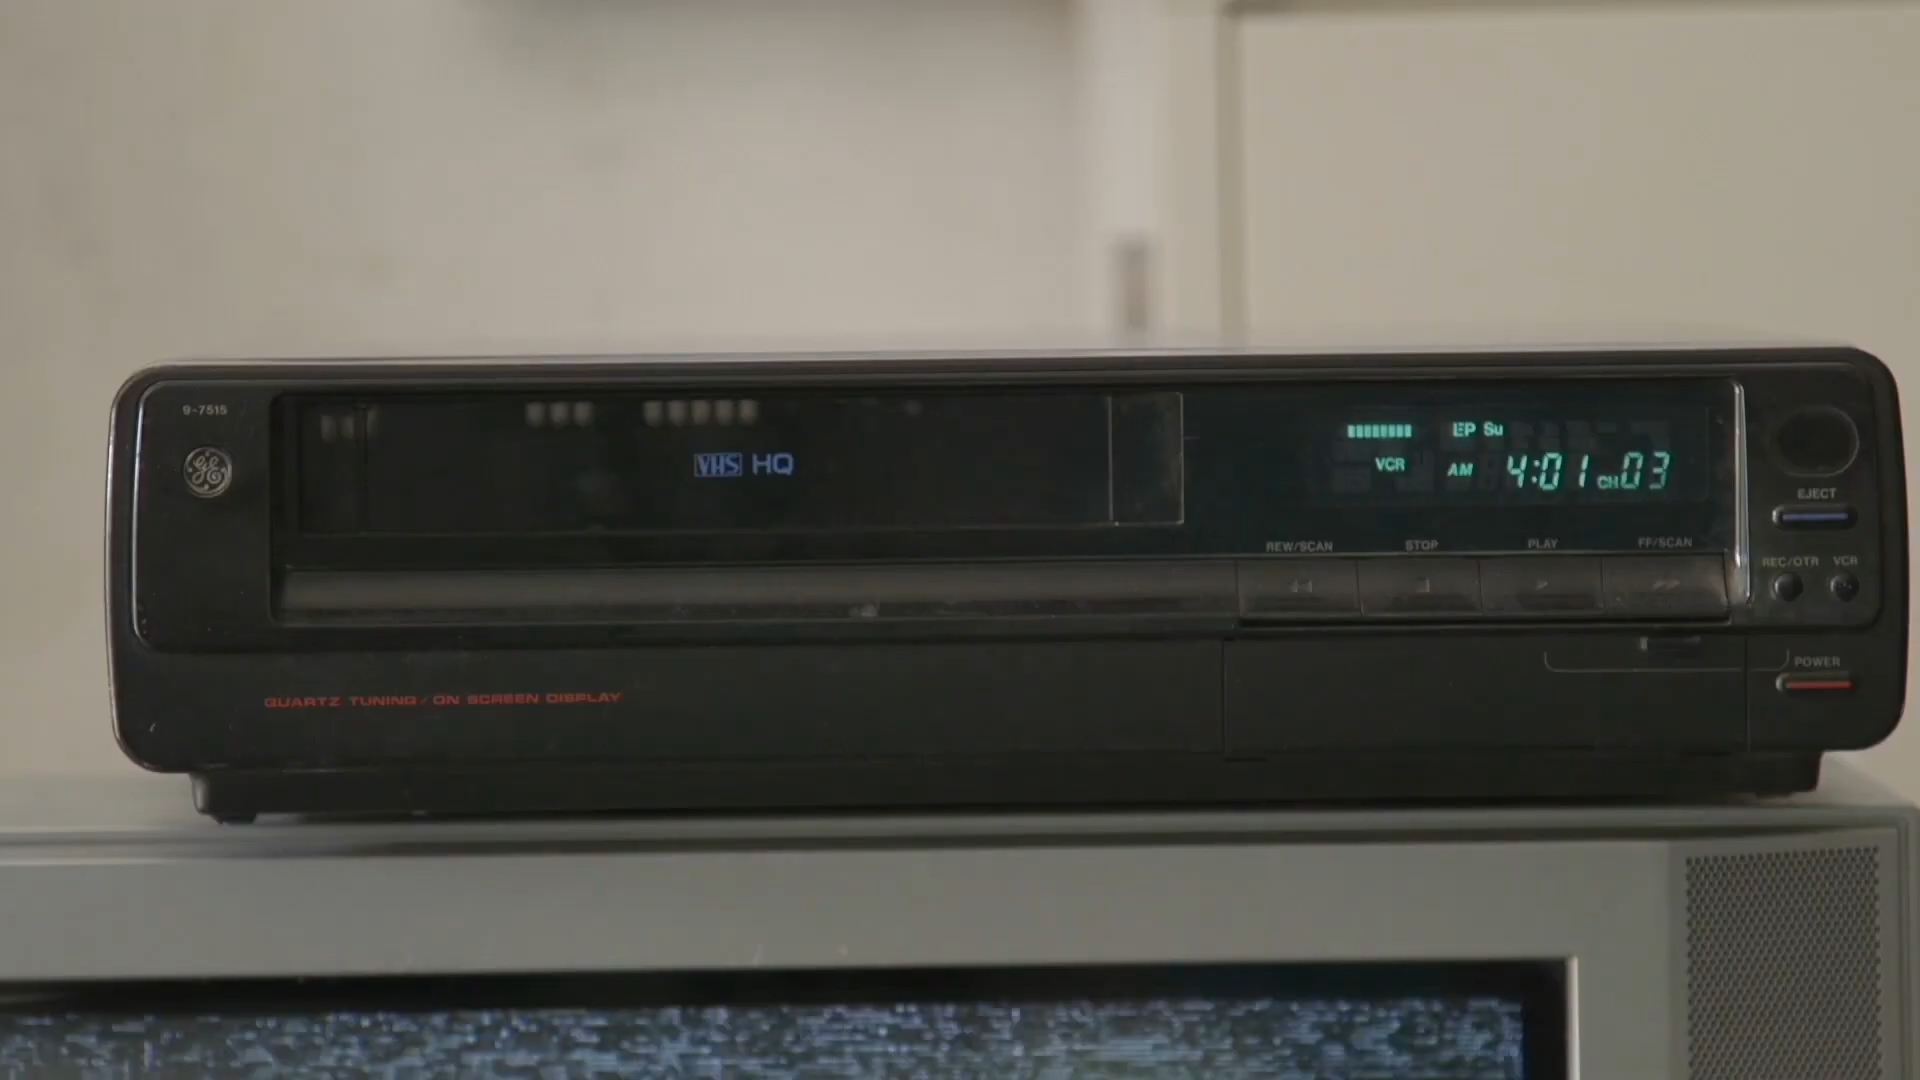 9-7515
GE
VHS HQ
EP Su
VCR AM 4:01 CH 03
EJECT
REW/SCAN STOP PLAY FF/SCAN
REC/OTR VCR
POWER
QUARTZ TUNING/ON SCREEN DISPLAY